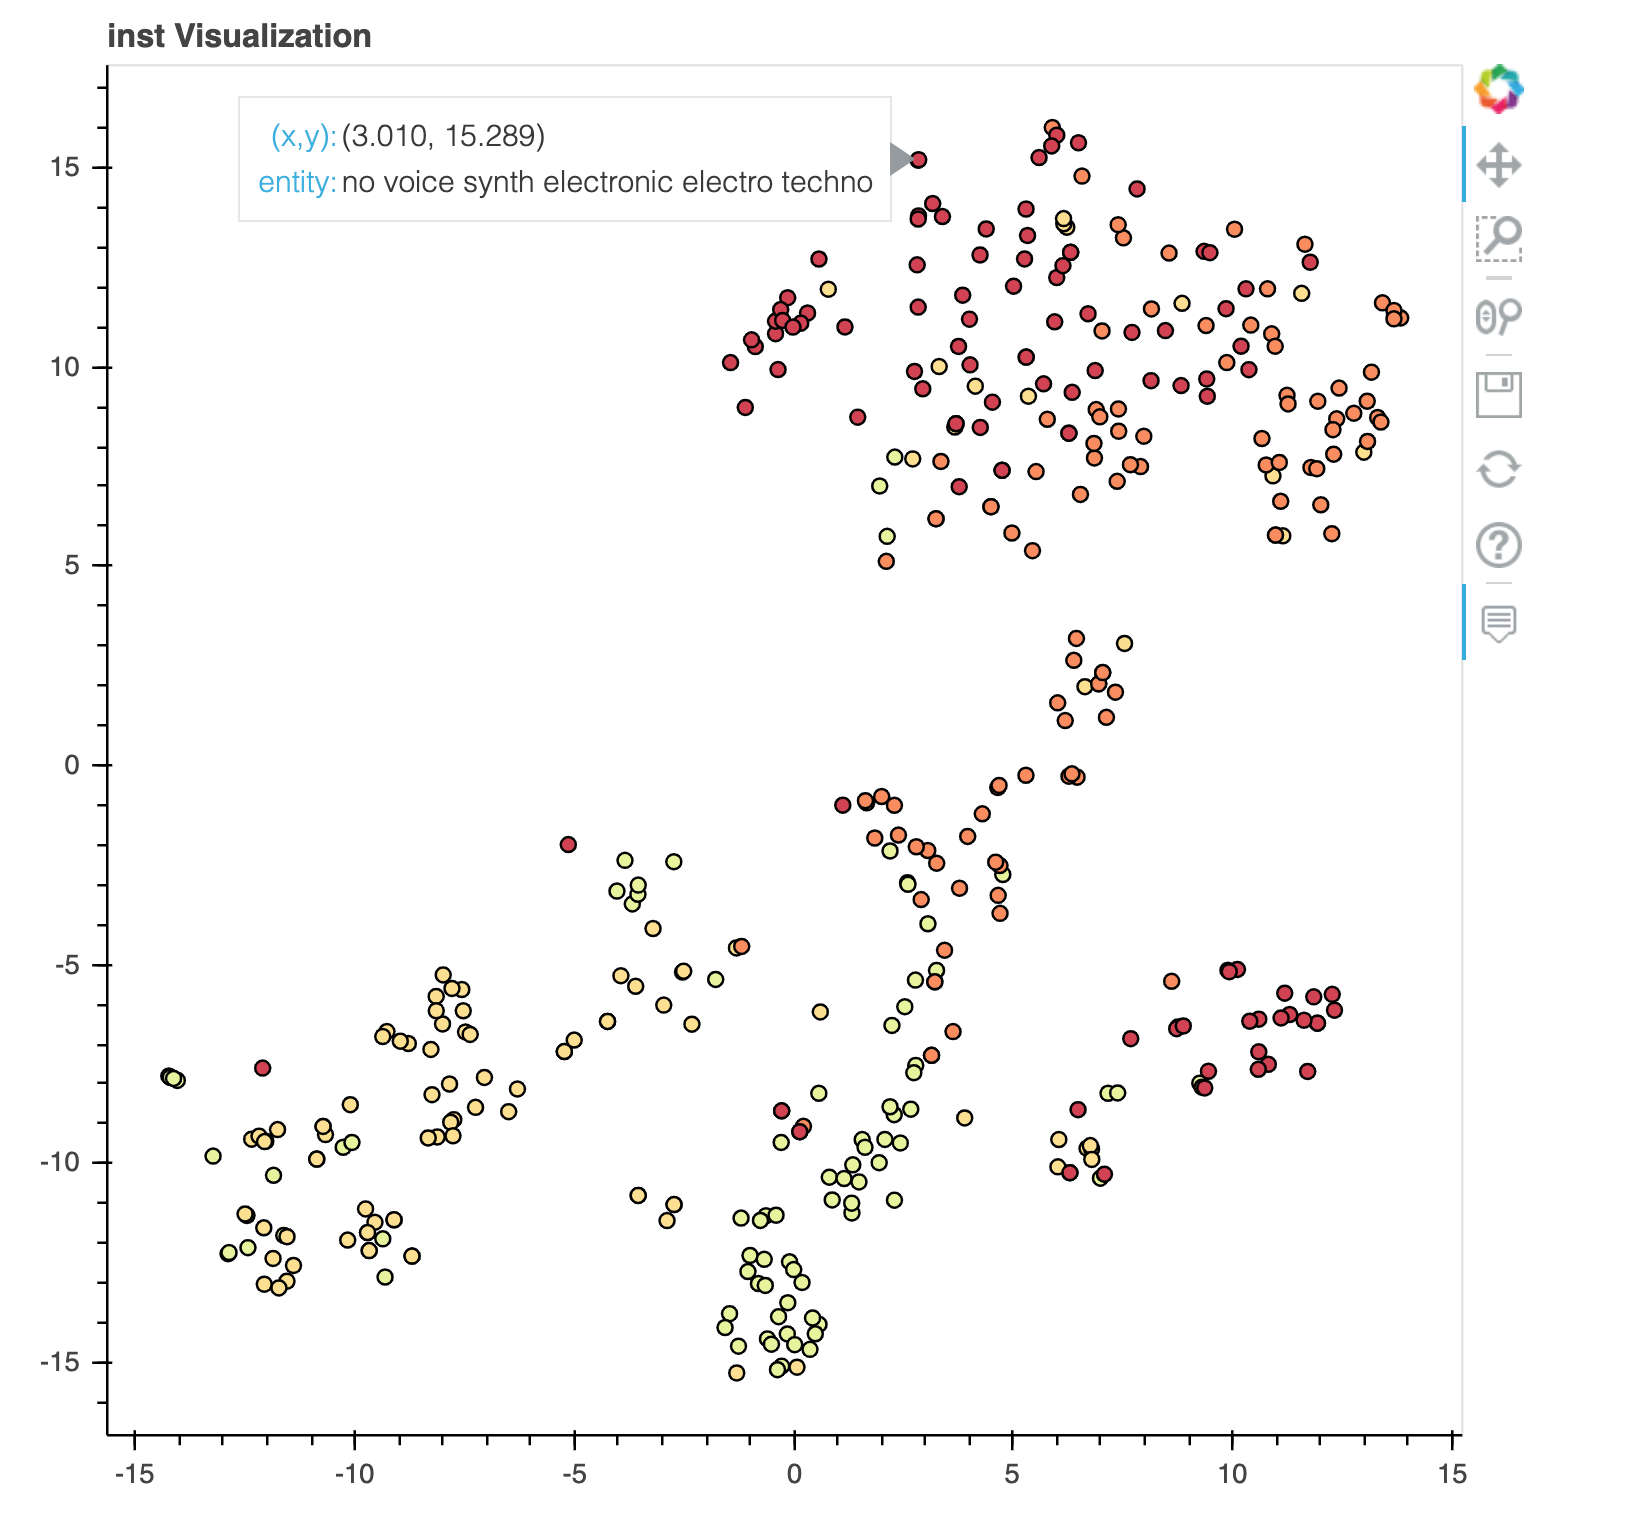 inst Visualization
(x,y): (3.010, 15.289)
entity: no voice synth electronic electro techno
15
10
5
0
-5
-10
-15
-15 -10 -5 0 5 10 15